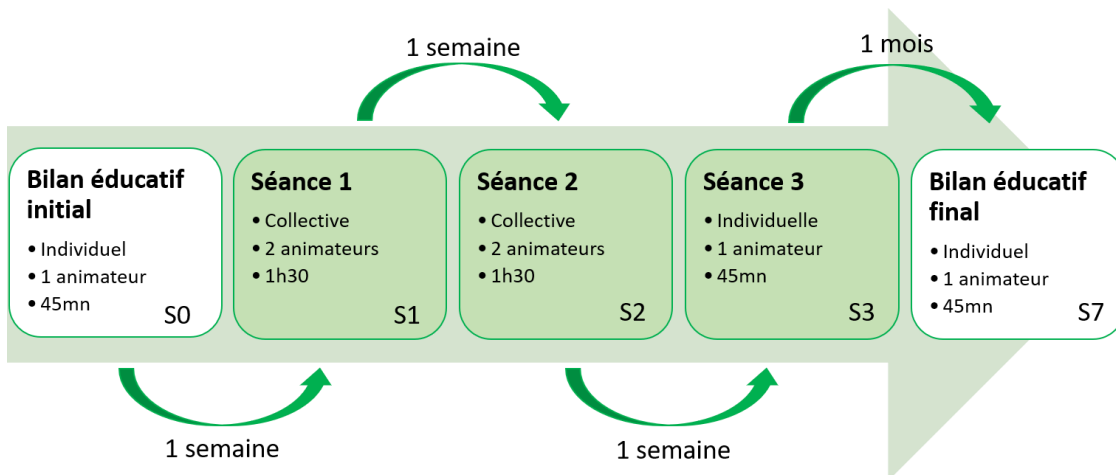 1 semaine
1 mois
Bilan éducatif
initial
• Individuel
• 1 animateur
• 45mn
S0
Séance 1
• Collective
• 2 animateurs
• 1h30
S1
Séance 2
• Collective
• 2 animateurs
• 1h30
S2
Séance 3
• Individuelle
• 1 animateur
• 45mn
S3
Bilan éducatif
final
• Individuel
• 1 animateur
• 45mn
S7
1 semaine
1 semaine